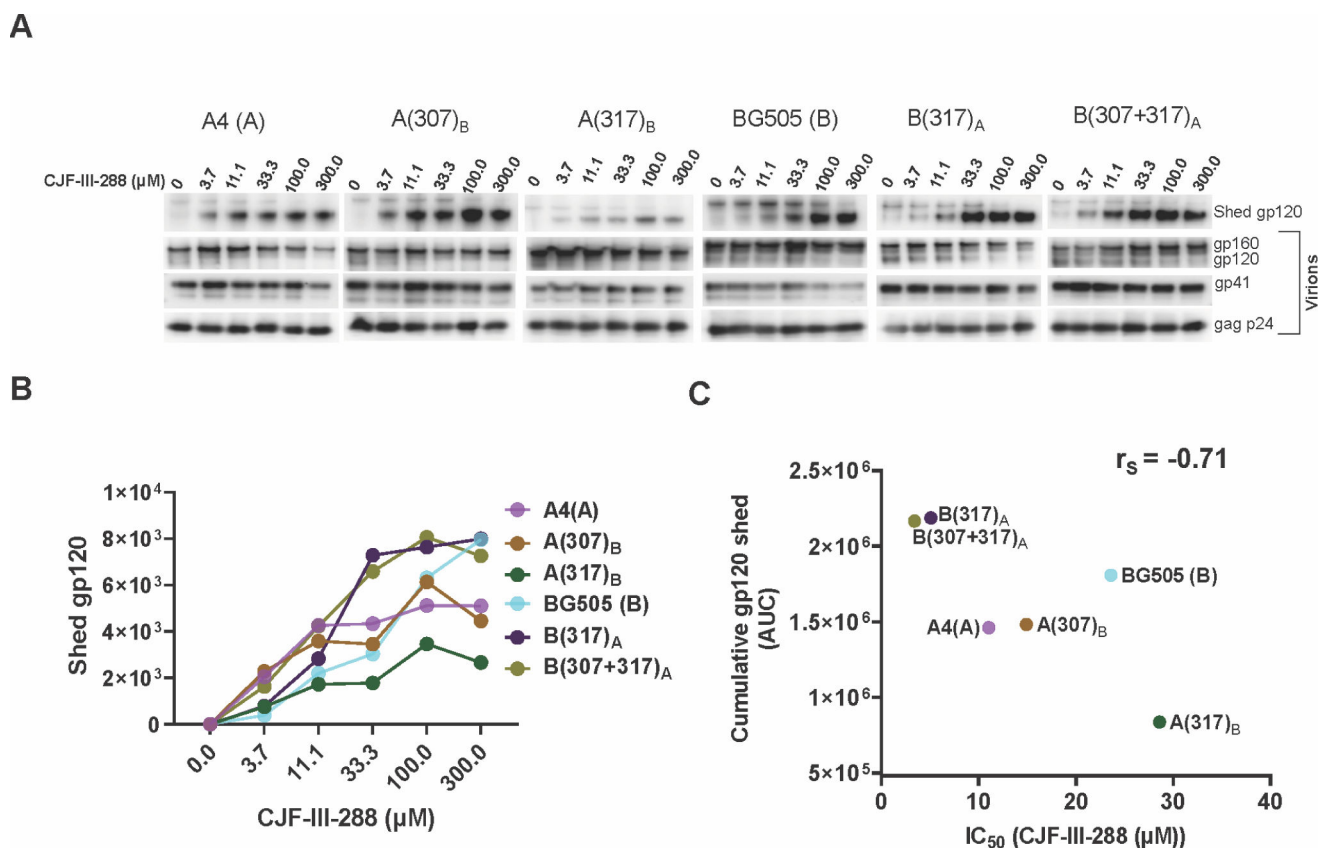 A
A4 (A) A(307)B A(317)B BG505 (B) B(317)A B(307+317)A
CJF-III-288 (µM) 0 3.7 11.1 33.3 100.0 300.0 0 3.7 11.1 33.3 100.0 300.0 0 3.7 11.1 33.3 100.0 300.0 0 3.7 11.1 33.3 100.0 300.0 0 3.7 11.1 33.3 100.0 300.0 0 3.7 11.1 33.3 100.0 300.0
Shed gp120
gp160
gp120
gp41
gag p24
Virions
B
Shed gp120
1×10⁴
8×10³
6×10³
4×10³
2×10³
0
0.0 3.7 11.1 33.3 100.0 300.0
CJF-III-288 (µM)
A4(A)
A(307)B
A(317)B
BG505 (B)
B(317)A
B(307+317)A
C
rS = -0.71
Cumulative gp120 shed
(AUC)
2.5×10⁶
2×10⁶
1.5×10⁶
1×10⁶
5×10⁵
B(317)A
B(307+317)A
BG505 (B)
A4(A)
A(307)B
A(317)B
0 10 20 30 40
IC50 (CJF-III-288 (µM))